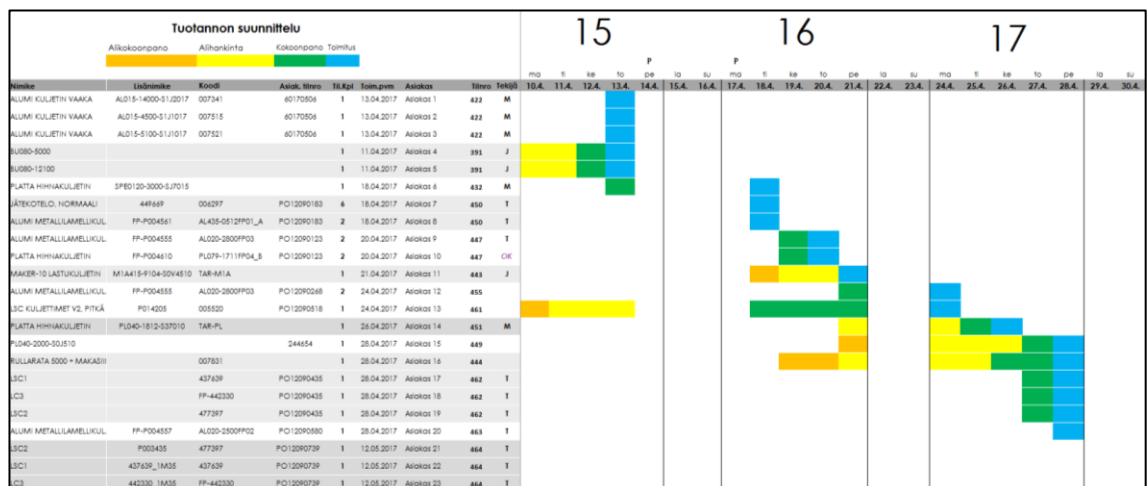 Tuotannon suunnittelu 15 16 17
Alikokoonpano Alihankinta Kokoonpano Toimitus P P
ma ti ke to pe la su ma ti ke to pe la su ma ti ke to pe la su
Nimike Lisänimike Koodi Asiak. tilnro Til.Kpl Toim.pvm Asiakas Tilnro Tekijä 10.4. 11.4. 12.4. 13.4. 14.4. 15.4. 16.4. 17.4. 18.4. 19.4. 20.4. 21.4. 22.4. 23.4. 24.4. 25.4. 26.4. 27.4. 28.4. 29.4. 30.4.
ALUMI KULJETIN VAAKA AL015-14000-S1J2017 007341 60170506 1 13.04.2017 Asiakas 1 422 M
ALUMI KULJETIN VAAKA AL015-4500-S1J1017 007515 60170506 1 13.04.2017 Asiakas 2 422 M
ALUMI KULJETIN VAAKA AL015-5100-S1J1017 007521 60170506 1 13.04.2017 Asiakas 3 422 M
BU080-5000 1 11.04.2017 Asiakas 4 391 J
BU080-12100 1 11.04.2017 Asiakas 5 391 J
PLATTA HIHNAKULJETIN SPE0120-3000-SJ7015 1 18.04.2017 Asiakas 6 432 M
JÄTEKOTELO, NORMAALI 449669 006297 PO12090183 6 18.04.2017 Asiakas 7 450 T
ALUMI METALLILAMELLIKUL. FP-P004561 AL435-0512FP01_A PO12090183 2 18.04.2017 Asiakas 8 450 T
ALUMI METALLILAMELLIKUL. FP-P004555 AL020-2800FP03 PO12090123 2 20.04.2017 Asiakas 9 447 T
PLATTA HIHNAKULJETIN FP-P004610 PL079-1711FP04_B PO12090123 2 20.04.2017 Asiakas 10 447 OK
MAKER-10 LASTUKULJETIN M1A415-9104-S0V4510 TAR-M1A 1 21.04.2017 Asiakas 11 443 J
ALUMI METALLILAMELLIKUL. FP-P004555 AL020-2800FP03 PO12090268 2 24.04.2017 Asiakas 12 455
LSC KULJETTIMET V2, PITKÄ P014205 005520 PO12090518 1 24.04.2017 Asiakas 13 461
PLATTA HIHNAKULJETIN PL040-1812-S37010 TAR-PL 1 26.04.2017 Asiakas 14 451 M
PL040-2000-S0J510 244654 1 28.04.2017 Asiakas 15 449
RULLARATA 5000 + MAKASII 007831 1 28.04.2017 Asiakas 16 444
LSC1 437639 PO12090435 1 28.04.2017 Asiakas 17 462 T
LC3 FP-442330 PO12090435 1 28.04.2017 Asiakas 18 462 T
LSC2 477397 PO12090435 1 28.04.2017 Asiakas 19 462 T
ALUMI METALLILAMELLIKUL. FP-P004557 AL020-2500FP02 PO12090580 1 28.04.2017 Asiakas 20 463 T
LSC2 P003435 477397 PO12090739 1 12.05.2017 Asiakas 21 464 T
LSC1 437639_1M35 437639 PO12090739 1 12.05.2017 Asiakas 22 464 T
LC3 442330_1M35 FP-442330 PO12090739 1 12.05.2017 Asiakas 23 464 T